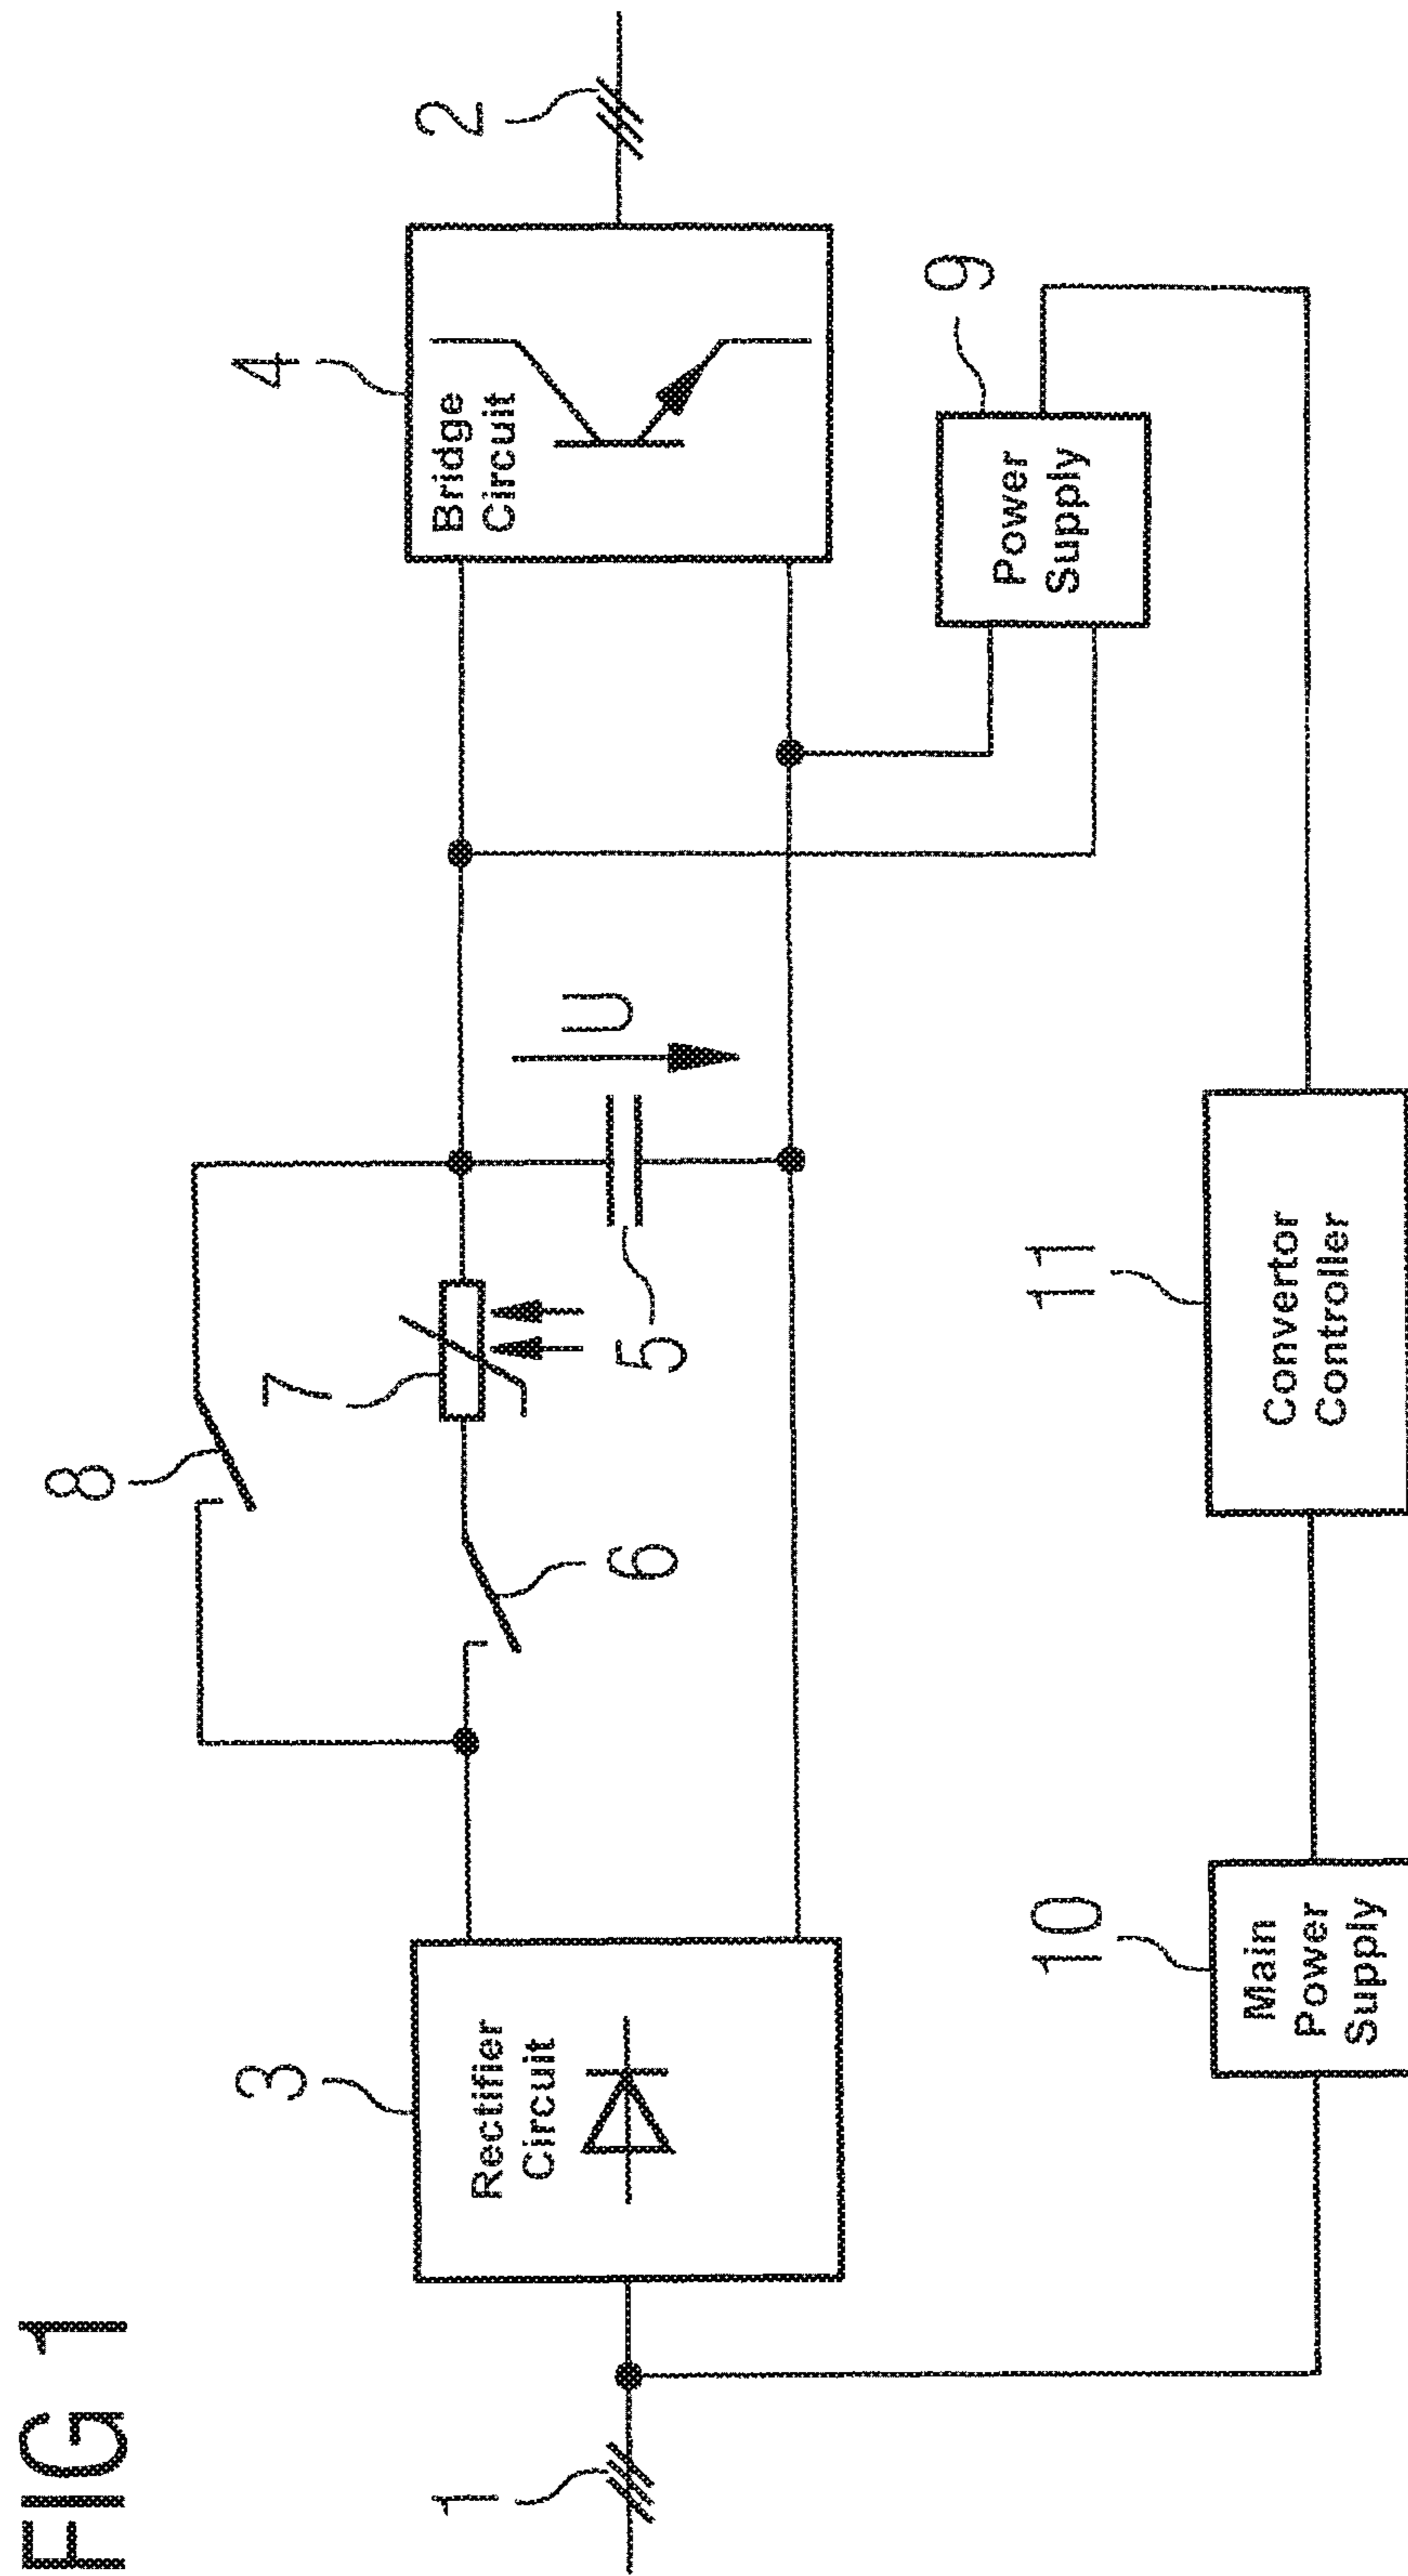 FIG 1
8
4
2
3
Rectifier
Circuit
7
6
5
U
Bridge
Circuit
1
9
Power
Supply
10
Main
Power
Supply
11
Convertor
Controller